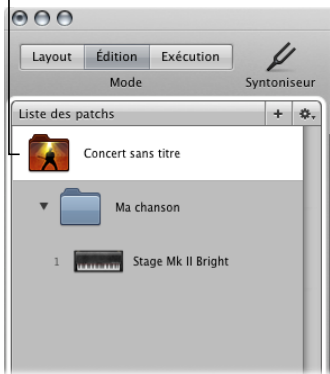 Layout Édition Exécution
Mode Syntoniseur
Liste des patchs
Concert sans titre
Ma chanson
1 Stage Mk II Bright